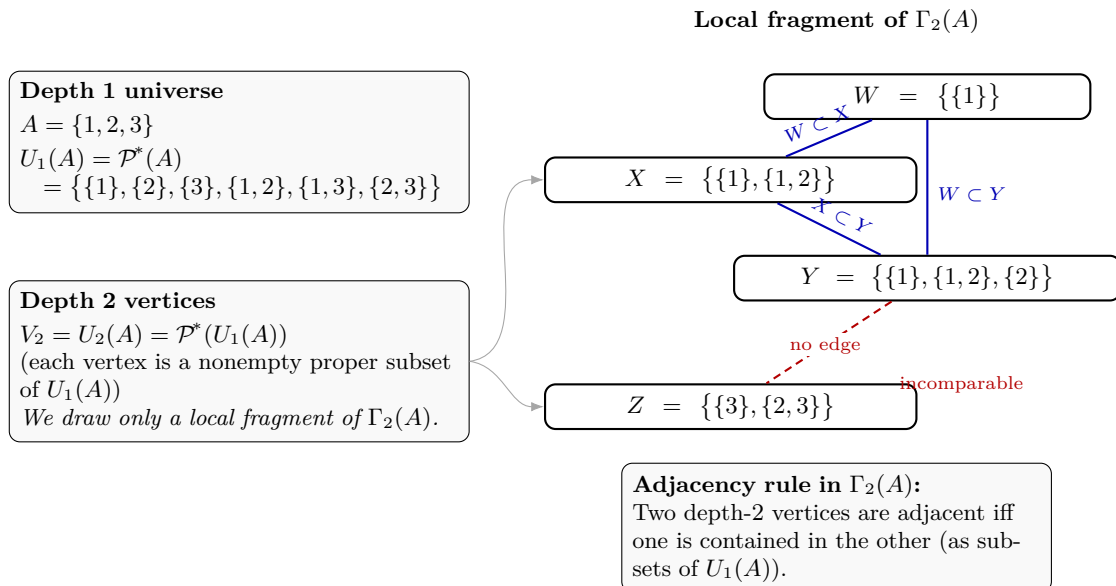 Local fragment of Γ₂(A)
Depth 1 universe
A = {1, 2, 3}
U₁(A) = 𝒫*(A)
= {{1}, {2}, {3}, {1, 2}, {1, 3}, {2, 3}}
Depth 2 vertices
V₂ = U₂(A) = 𝒫*(U₁(A))
(each vertex is a nonempty proper subset
of U₁(A))
We draw only a local fragment of Γ₂(A).
W = {{1}}
W ⊂ X
X = {{1}, {1, 2}}
W ⊂ Y
X ⊂ Y
Y = {{1}, {1, 2}, {2}}
no edge
incomparable
Z = {{3}, {2, 3}}
Adjacency rule in Γ₂(A):
Two depth-2 vertices are adjacent iff
one is contained in the other (as sub-
sets of U₁(A)).